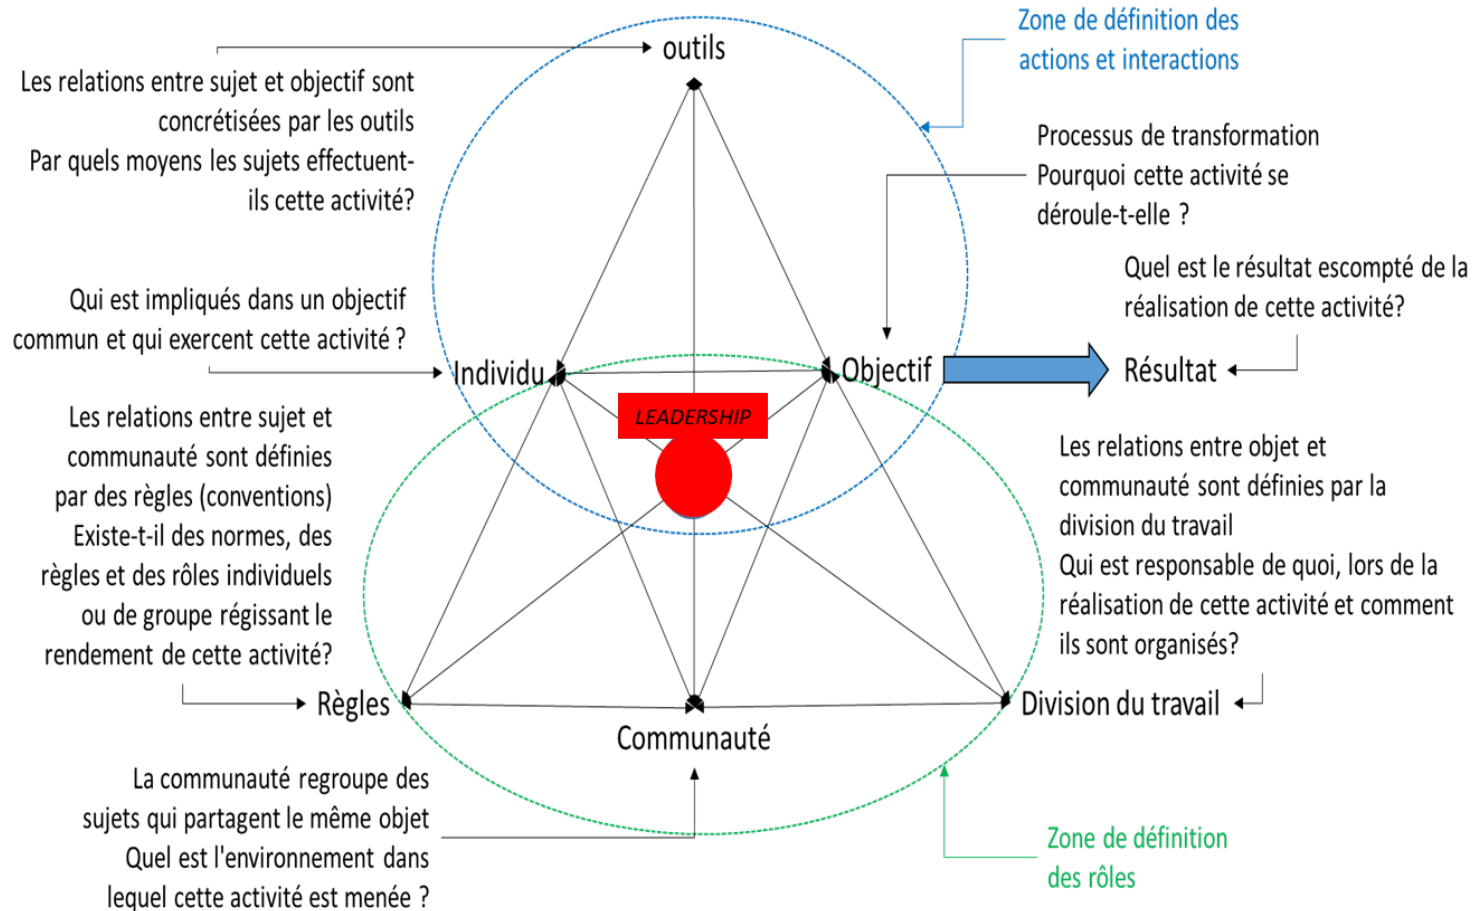 outils
Zone de définition des
actions et interactions
Les relations entre sujet et objectif sont
concrétisées par les outils
Par quels moyens les sujets effectuent-
ils cette activité?
Processus de transformation
Pourquoi cette activité se
déroule-t-elle ?
Quel est le résultat escompté de la
réalisation de cette activité?
Qui est impliqués dans un objectif
commun et qui exercent cette activité ?
Individu
Objectif
Résultat
LEADERSHIP
Les relations entre sujet et
communauté sont définies
par des règles (conventions)
Existe-t-il des normes, des
règles et des rôles individuels
ou de groupe régissant le
rendement de cette activité?
Les relations entre objet et
communauté sont définies par la
division du travail
Qui est responsable de quoi, lors de la
réalisation de cette activité et comment
ils sont organisés?
Règles
Communauté
Division du travail
La communauté regroupe des
sujets qui partagent le même objet
Quel est l'environnement dans
lequel cette activité est menée ?
Zone de définition
des rôles